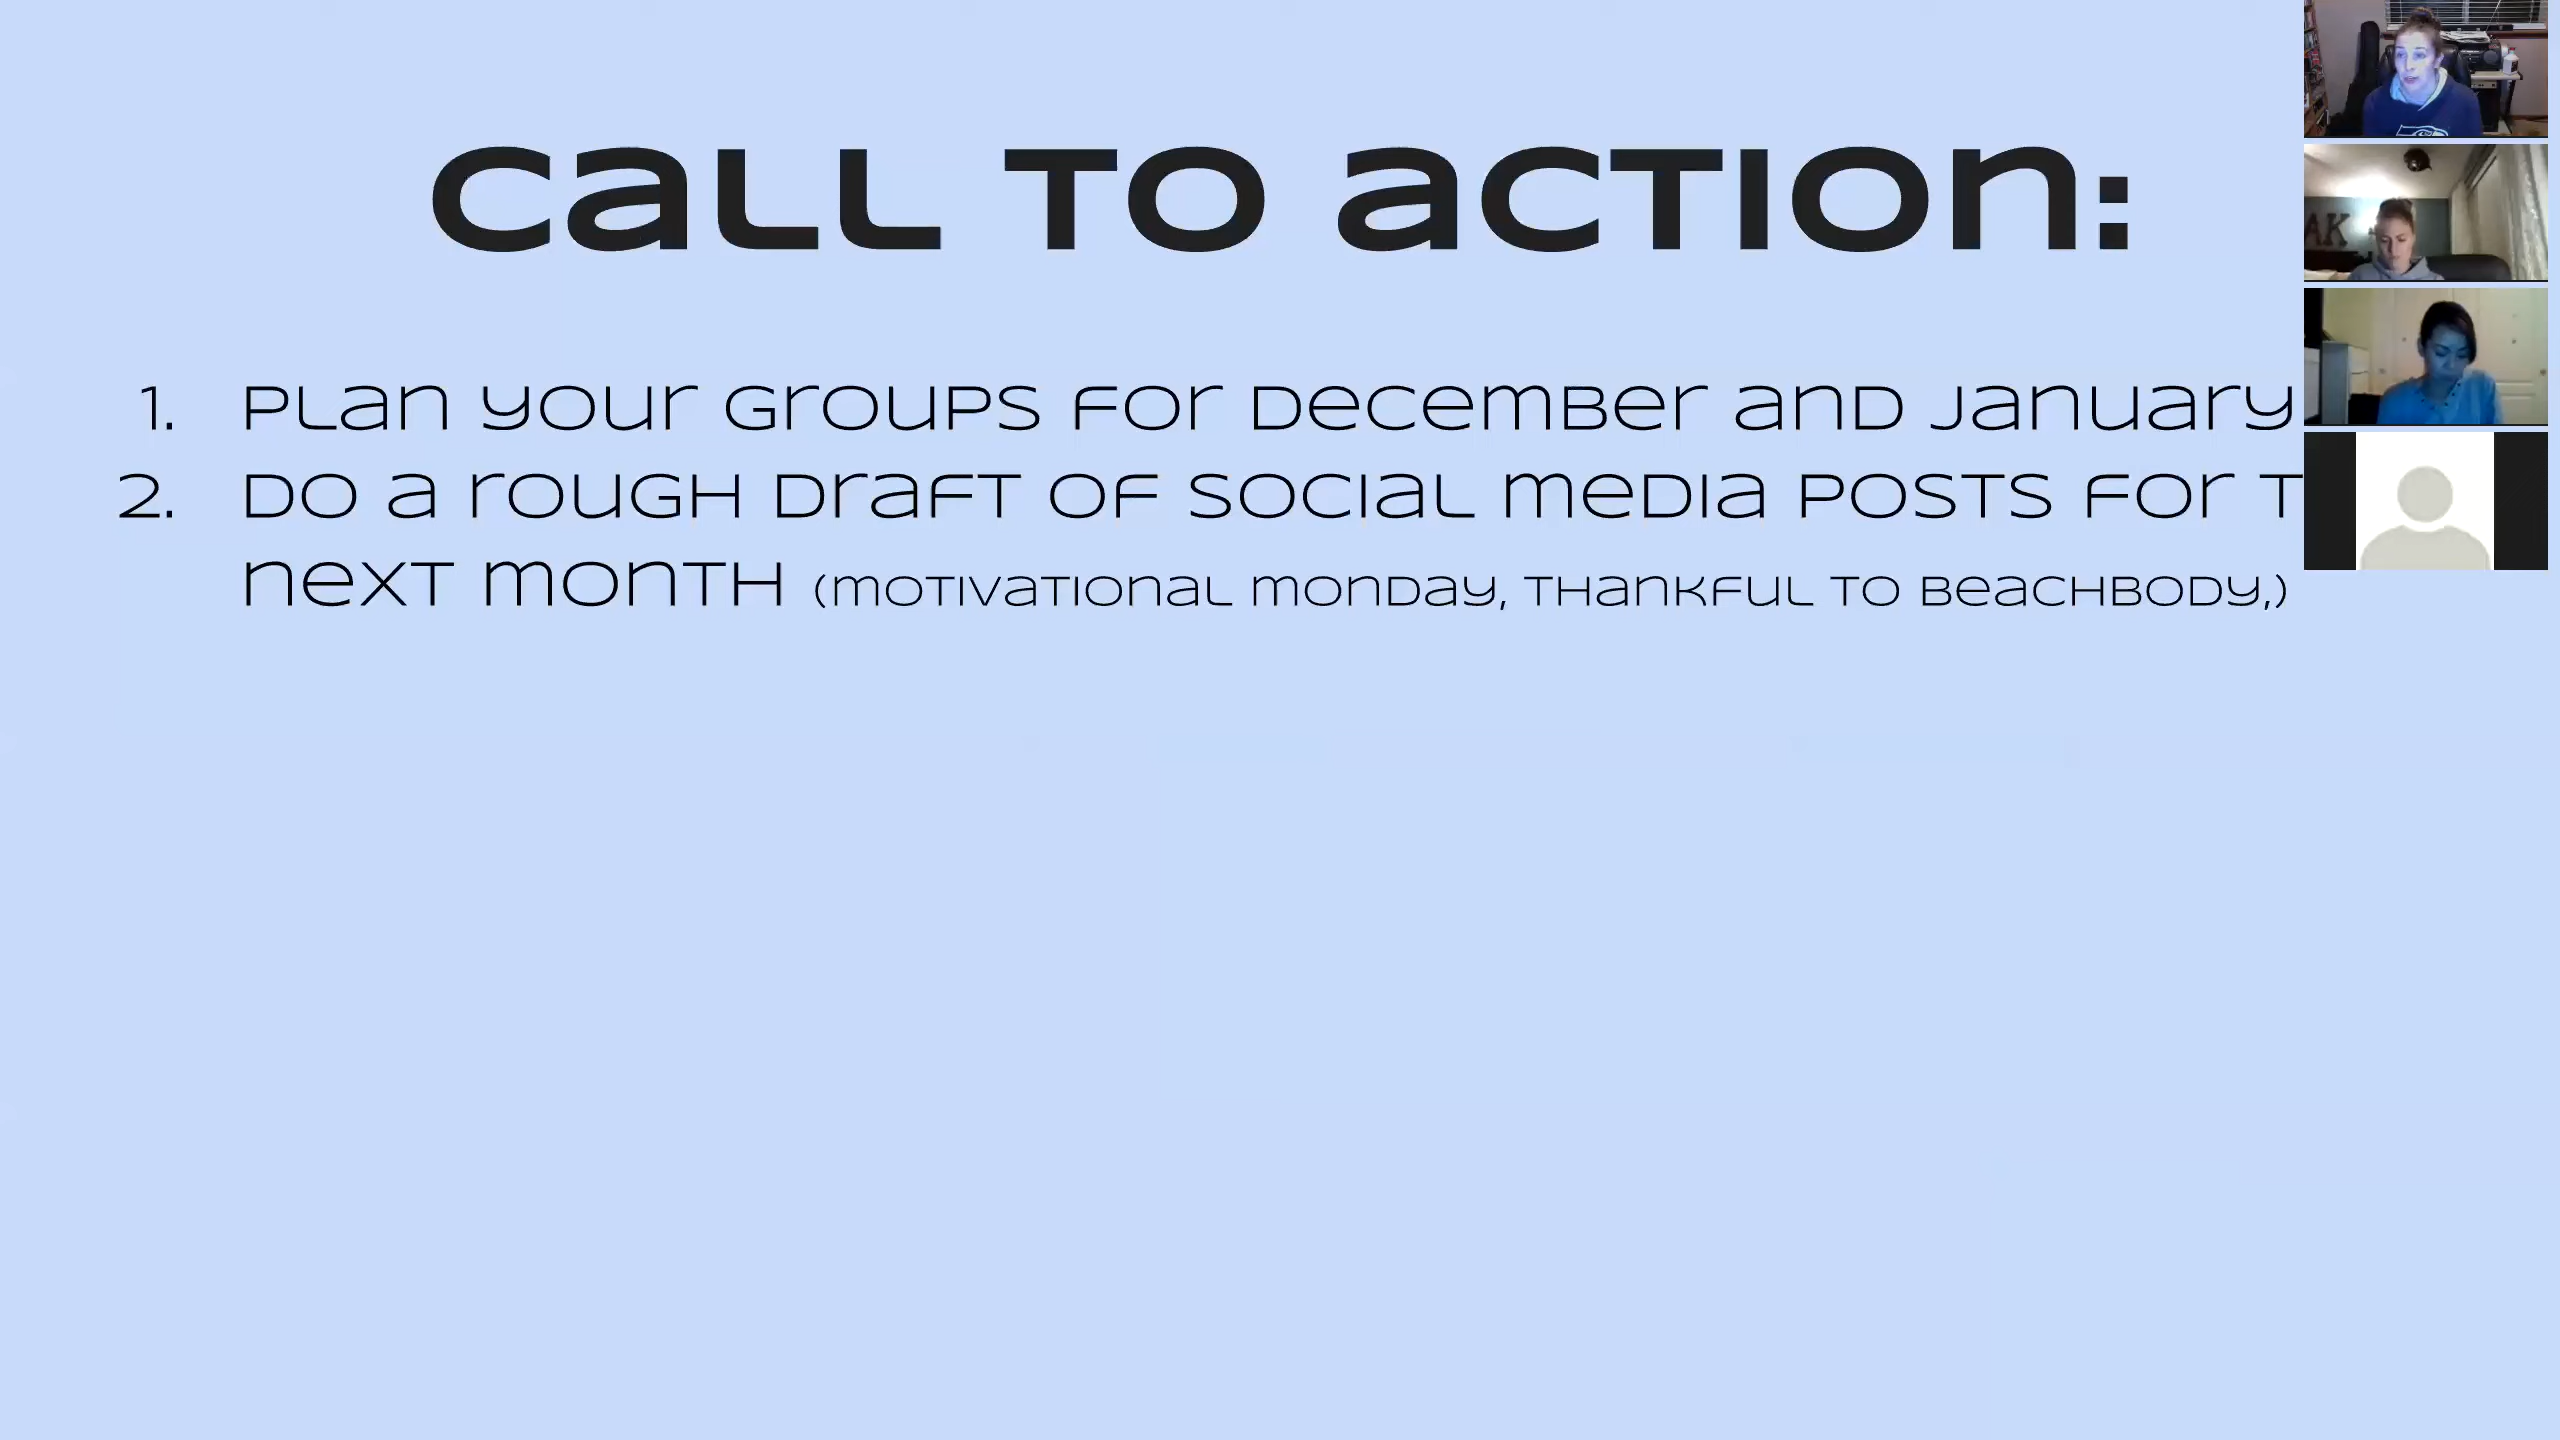 Call to Action:
1. Plan your groups for December and January
2. Do a rough draft of social media posts for t
next month (Motivational Monday, Thankful to Beachbody,)
AK